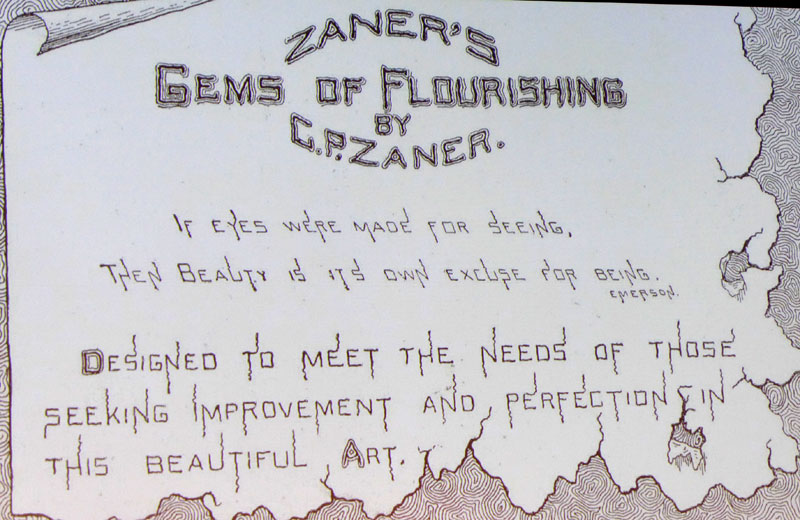 ZANER'S
GEMS OF FLOURISHING
BY
C.P. ZANER.
IF EYES WERE MADE FOR SEEING,
THEN BEAUTY IS ITS OWN EXCUSE FOR BEING.
EMERSON.
DESIGNED TO MEET THE NEEDS OF THOSE
SEEKING IMPROVEMENT AND PERFECTION IN
THIS BEAUTIFUL ART.